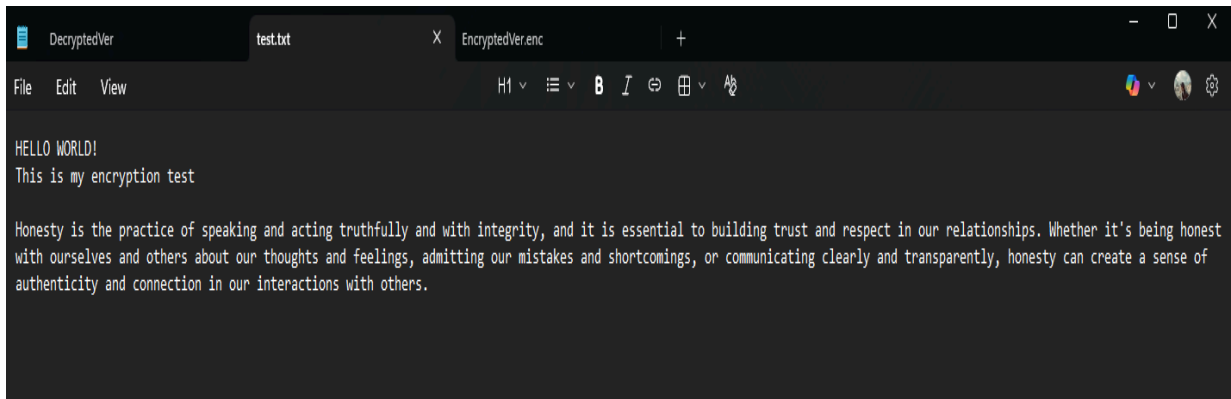 DecryptedVer test.txt X EncryptedVer.enc +
File Edit View H1 B I
HELLO WORLD!
This is my encryption test
Honesty is the practice of speaking and acting truthfully and with integrity, and it is essential to building trust and respect in our relationships. Whether it's being honest
with ourselves and others about our thoughts and feelings, admitting our mistakes and shortcomings, or communicating clearly and transparently, honesty can create a sense of
authenticity and connection in our interactions with others.